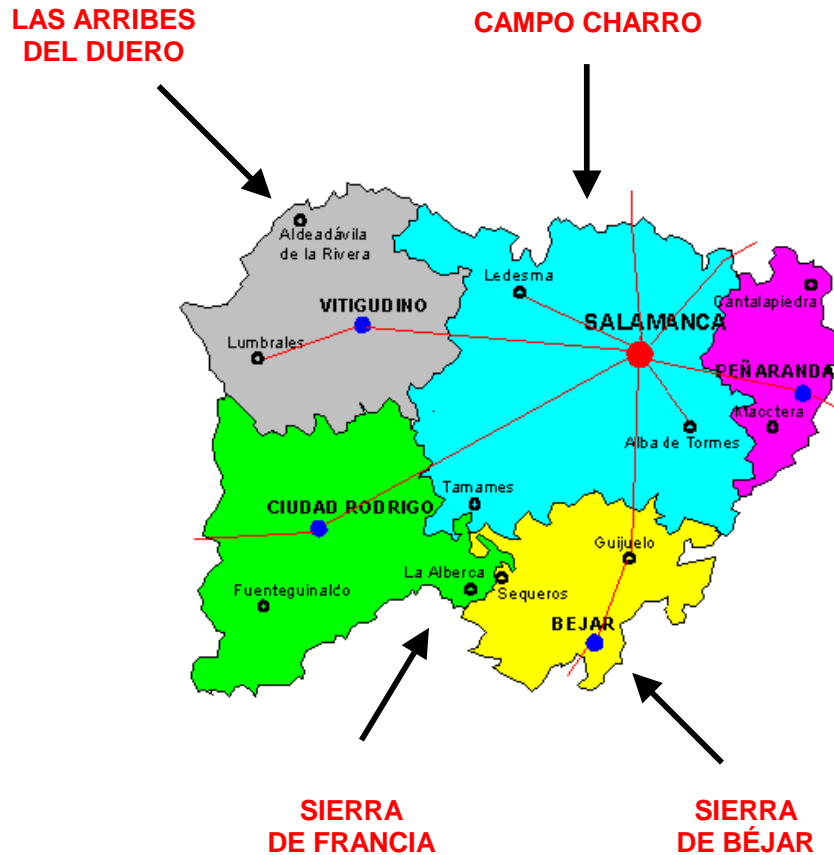 LAS ARRIBES
DEL DUERO
CAMPO CHARRO
Aldeadávila
de la Rivera
Ledesma
Cantalapiedra
VITIGUDINO
SALAMANCA
Lumbrales
PEÑARANDA
Macotera
Alba de Tormes
Tamames
CIUDAD RODRIGO
Guijuelo
La Alberca
Fuenteguinaldo
Sequeros
BEJAR
SIERRA
DE FRANCIA
SIERRA
DE BÉJAR